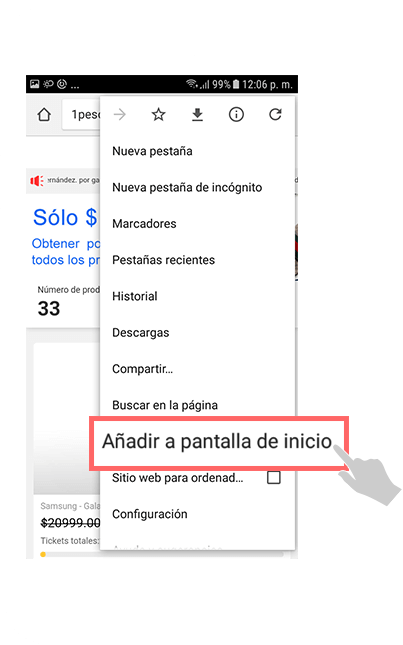 99% 12:06 p. m.
1peso
Nueva pestaña
Nueva pestaña de incógnito
ernández. por ga
Sólo $
Marcadores
Obtener po
todos los pr
Pestañas recientes
Número de prod
33
Historial
Descargas
Compartir...
Buscar en la página
Añadir a pantalla de inicio
Sitio web para ordenad...
Samsung - Gala
Configuración
$20999.00
Tickets totales: